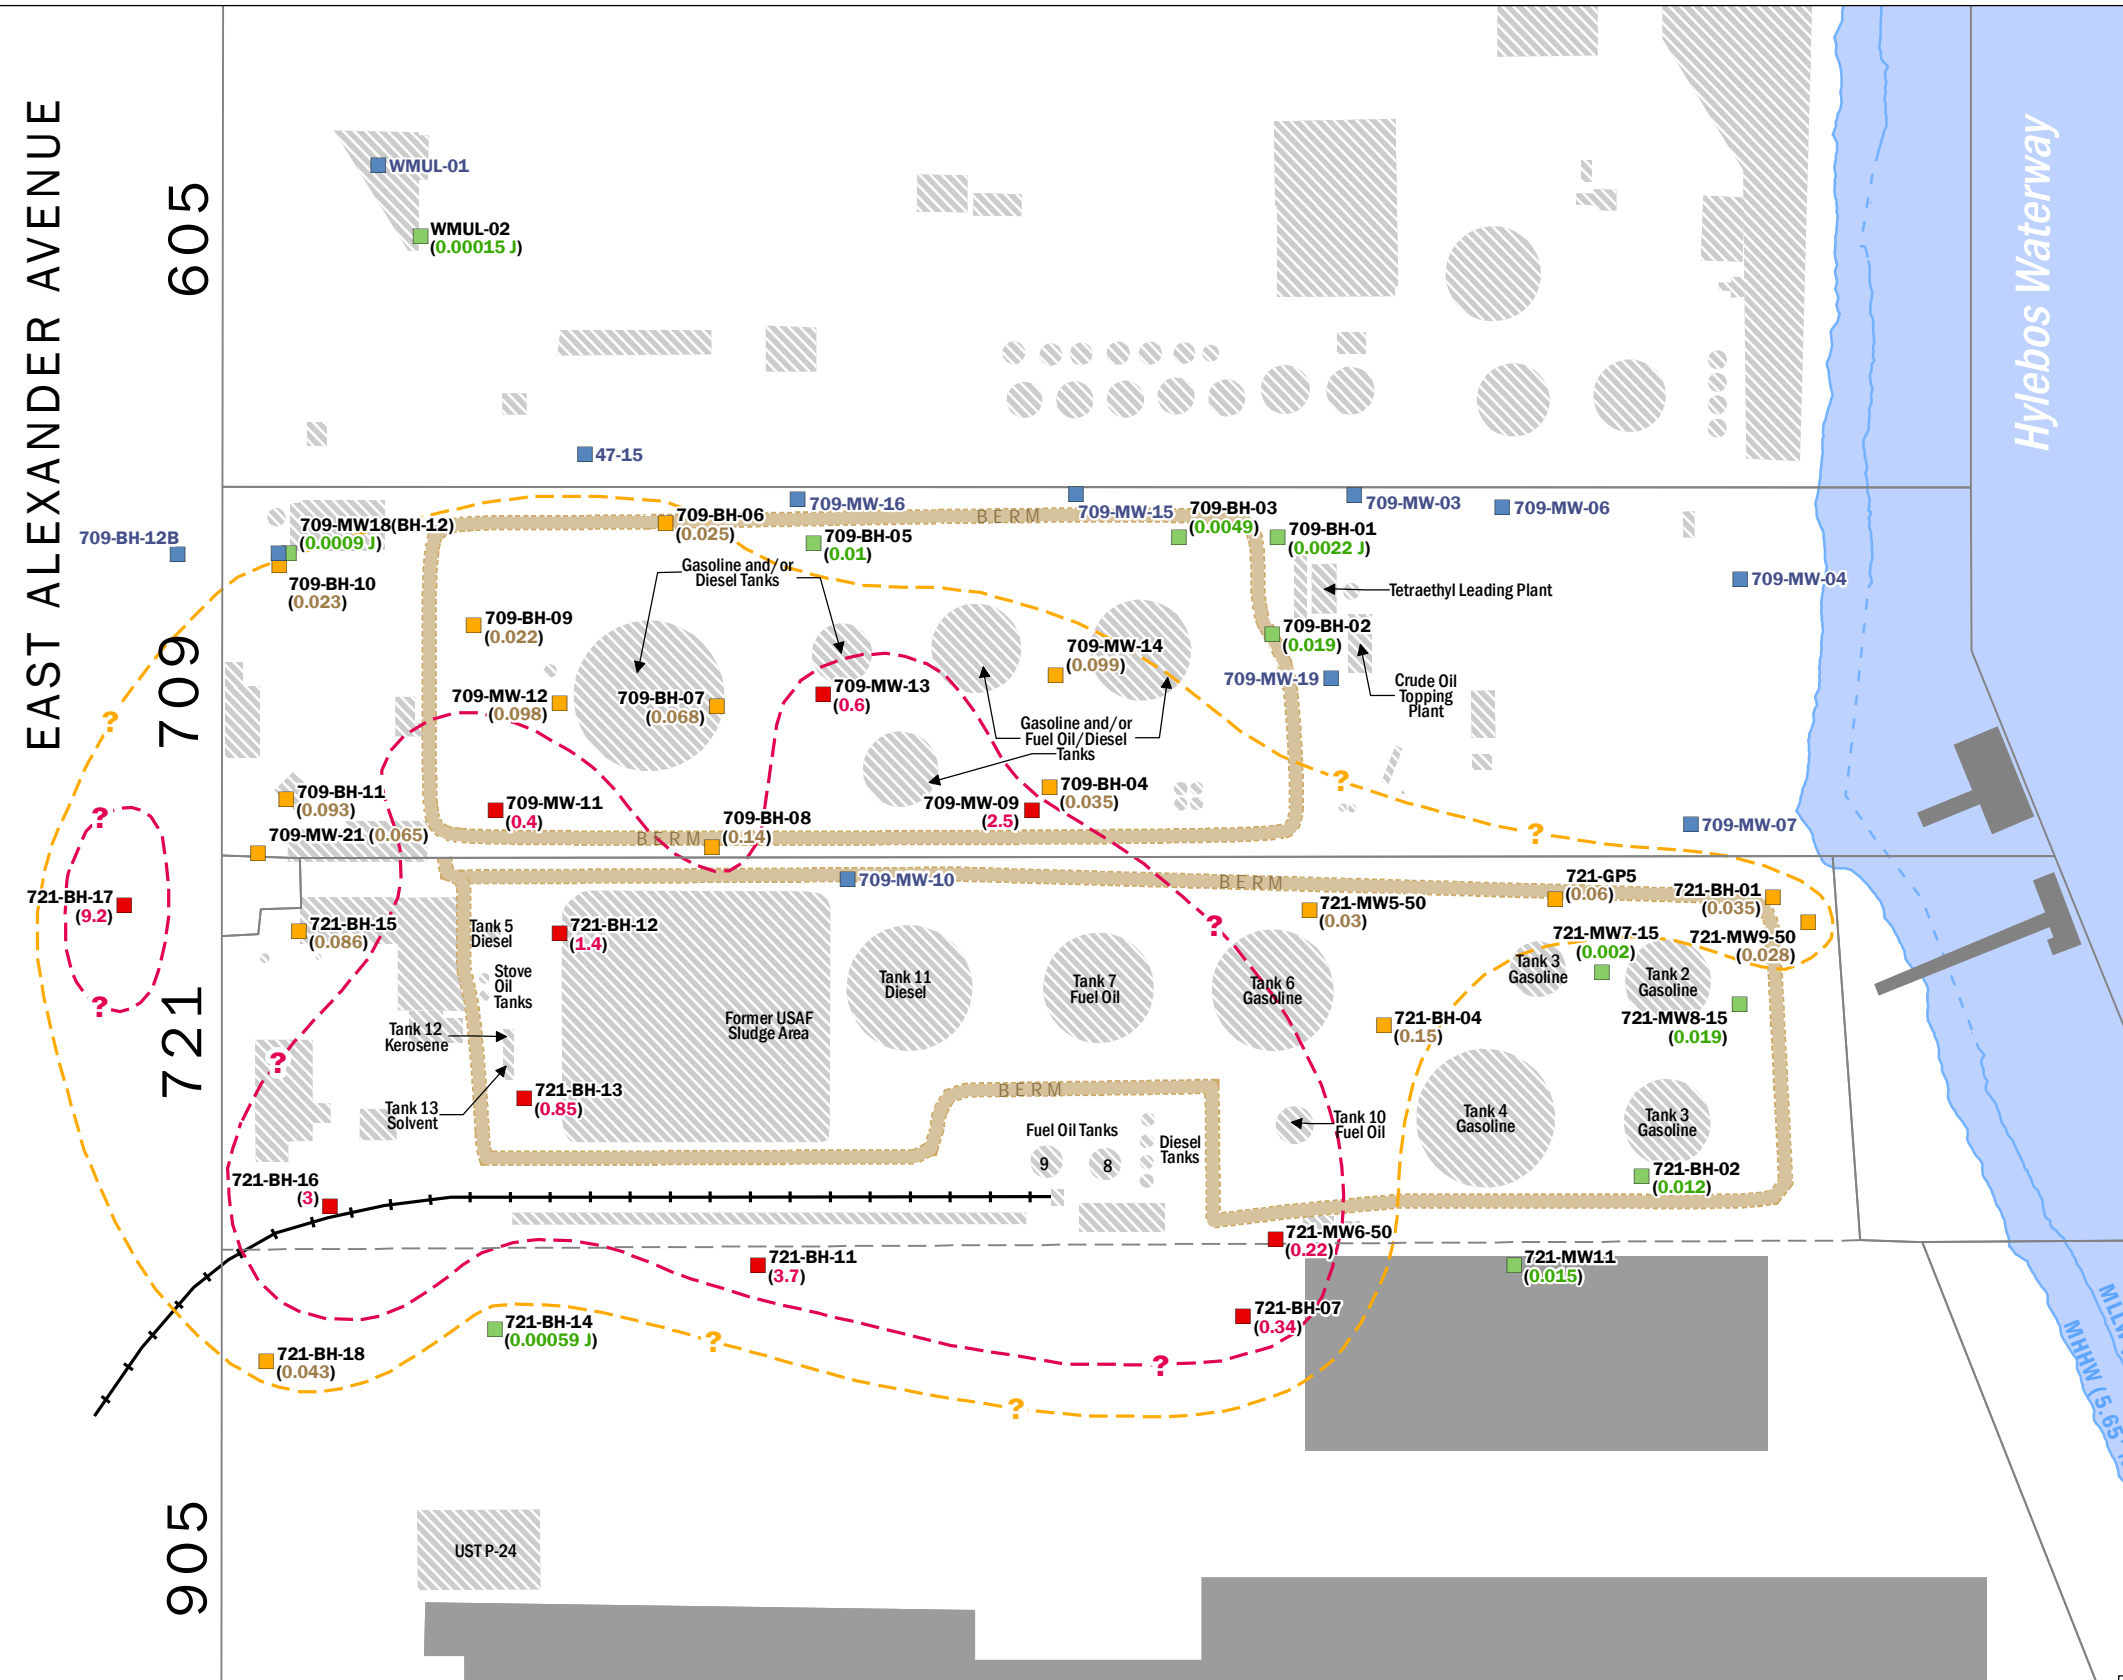 EAST ALEXANDER AVENUE
605
709
721
905
Hylebos Waterway
WMUL-01
WMUL-02
(0.00015 J)
47-15
709-BH-12B
709-MW18(BH-12)
(0.0009 J)
709-BH-10
(0.023)
709-BH-06
(0.025)
709-MW-16
BERM
709-MW-15
709-BH-03
(0.0049)
709-BH-05
(0.01)
709-BH-01
(0.0022 J)
709-MW-03
709-MW-06
709-MW-04
Gasoline and/or
Diesel Tanks
Tetraethyl Leading Plant
709-BH-09
(0.022)
709-BH-02
(0.019)
709-MW-14
(0.099)
709-MW-19
Crude Oil
Topping
Plant
709-MW-12
(0.098)
709-BH-07
(0.068)
709-MW-13
(0.6)
Gasoline and/or
Fuel Oil/Diesel
Tanks
?
?
709-BH-11
(0.093)
709-MW-11
(0.4)
709-MW-09
(2.5)
709-BH-04
(0.035)
?
709-MW-21 (0.065)
BERM
709-BH-08
(0.14)
?
709-MW-07
709-MW-10
BERM
721-BH-17
(9.2)
721-BH-15
(0.086)
Tank 5
Diesel
721-BH-12
(1.4)
?
721-MW5-50
(0.03)
721-GP5
(0.06)
721-BH-01
(0.035)
721-MW7-15
(0.002)
721-MW9-50
(0.028)
Stove
Oil
Tanks
Tank 11
Diesel
Tank 7
Fuel Oil
Tank 6
Gasoline
Tank 3
Gasoline
Tank 2
Gasoline
?
Former USAF
Sludge Area
721-BH-04
(0.15)
721-MW8-15
(0.019)
Tank 12
Kerosene
?
721-BH-13
(0.85)
BERM
Tank 13
Solvent
Fuel Oil Tanks
9
8
Diesel
Tanks
Tank 10
Fuel Oil
Tank 4
Gasoline
Tank 3
Gasoline
721-BH-16
(3)
721-BH-02
(0.012)
721-BH-11
(3.7)
721-MW6-50
(0.22)
721-MW11
(0.015)
721-BH-14
(0.00059 J)
721-BH-07
(0.34)
?
?
721-BH-18
(0.043)
?
UST P-24
MHHW (5.65'